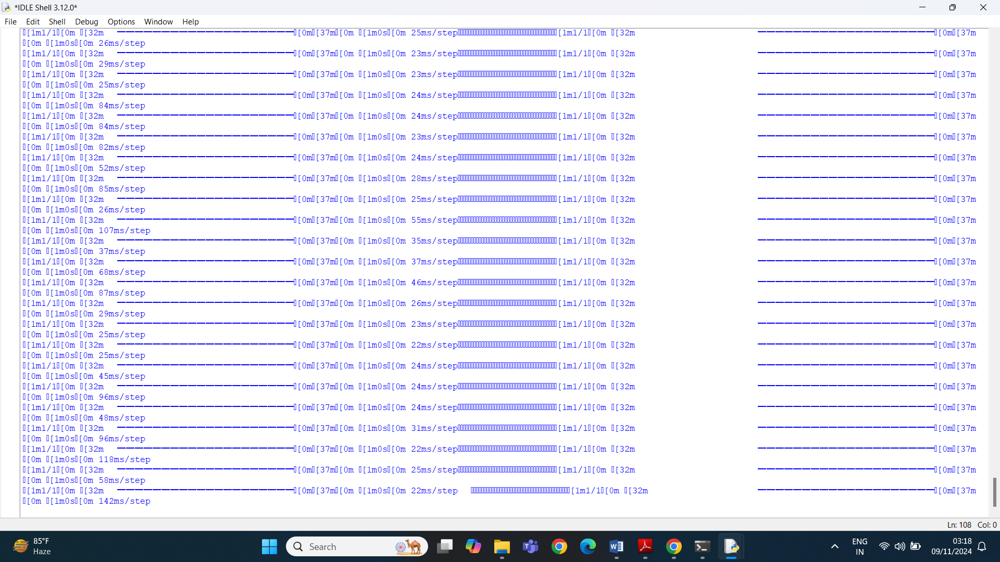 *IDLE Shell 3.12.0*
File Edit Shell Debug Options Window Help
[1m1/1[0m [32m ━━━━━━━━━━━━━━━━━━━━[0m[37m[0m [1m0s[0m 25ms/step[1m1/1[0m [32m ━━━━━━━━━━━━━━━━━━━━[0m[37m
[0m [1m0s[0m 26ms/step
[1m1/1[0m [32m ━━━━━━━━━━━━━━━━━━━━[0m[37m[0m [1m0s[0m 23ms/step[1m1/1[0m [32m ━━━━━━━━━━━━━━━━━━━━[0m[37m
[0m [1m0s[0m 29ms/step
[1m1/1[0m [32m ━━━━━━━━━━━━━━━━━━━━[0m[37m[0m [1m0s[0m 23ms/step[1m1/1[0m [32m ━━━━━━━━━━━━━━━━━━━━[0m[37m
[0m [1m0s[0m 25ms/step
[1m1/1[0m [32m ━━━━━━━━━━━━━━━━━━━━[0m[37m[0m [1m0s[0m 24ms/step[1m1/1[0m [32m ━━━━━━━━━━━━━━━━━━━━[0m[37m
[0m [1m0s[0m 84ms/step
[1m1/1[0m [32m ━━━━━━━━━━━━━━━━━━━━[0m[37m[0m [1m0s[0m 24ms/step[1m1/1[0m [32m ━━━━━━━━━━━━━━━━━━━━[0m[37m
[0m [1m0s[0m 84ms/step
[1m1/1[0m [32m ━━━━━━━━━━━━━━━━━━━━[0m[37m[0m [1m0s[0m 23ms/step[1m1/1[0m [32m ━━━━━━━━━━━━━━━━━━━━[0m[37m
[0m [1m0s[0m 82ms/step
[1m1/1[0m [32m ━━━━━━━━━━━━━━━━━━━━[0m[37m[0m [1m0s[0m 24ms/step[1m1/1[0m [32m ━━━━━━━━━━━━━━━━━━━━[0m[37m
[0m [1m0s[0m 52ms/step
[1m1/1[0m [32m ━━━━━━━━━━━━━━━━━━━━[0m[37m[0m [1m0s[0m 28ms/step[1m1/1[0m [32m ━━━━━━━━━━━━━━━━━━━━[0m[37m
[0m [1m0s[0m 85ms/step
[1m1/1[0m [32m ━━━━━━━━━━━━━━━━━━━━[0m[37m[0m [1m0s[0m 25ms/step[1m1/1[0m [32m ━━━━━━━━━━━━━━━━━━━━[0m[37m
[0m [1m0s[0m 26ms/step
[1m1/1[0m [32m ━━━━━━━━━━━━━━━━━━━━[0m[37m[0m [1m0s[0m 55ms/step[1m1/1[0m [32m ━━━━━━━━━━━━━━━━━━━━[0m[37m
[0m [1m0s[0m 107ms/step
[1m1/1[0m [32m ━━━━━━━━━━━━━━━━━━━━[0m[37m[0m [1m0s[0m 35ms/step[1m1/1[0m [32m ━━━━━━━━━━━━━━━━━━━━[0m[37m
[0m [1m0s[0m 37ms/step
[1m1/1[0m [32m ━━━━━━━━━━━━━━━━━━━━[0m[37m[0m [1m0s[0m 37ms/step[1m1/1[0m [32m ━━━━━━━━━━━━━━━━━━━━[0m[37m
[0m [1m0s[0m 68ms/step
[1m1/1[0m [32m ━━━━━━━━━━━━━━━━━━━━[0m[37m[0m [1m0s[0m 46ms/step[1m1/1[0m [32m ━━━━━━━━━━━━━━━━━━━━[0m[37m
[0m [1m0s[0m 87ms/step
[1m1/1[0m [32m ━━━━━━━━━━━━━━━━━━━━[0m[37m[0m [1m0s[0m 26ms/step[1m1/1[0m [32m ━━━━━━━━━━━━━━━━━━━━[0m[37m
[0m [1m0s[0m 29ms/step
[1m1/1[0m [32m ━━━━━━━━━━━━━━━━━━━━[0m[37m[0m [1m0s[0m 23ms/step[1m1/1[0m [32m ━━━━━━━━━━━━━━━━━━━━[0m[37m
[0m [1m0s[0m 25ms/step
[1m1/1[0m [32m ━━━━━━━━━━━━━━━━━━━━[0m[37m[0m [1m0s[0m 22ms/step[1m1/1[0m [32m ━━━━━━━━━━━━━━━━━━━━[0m[37m
[0m [1m0s[0m 25ms/step
[1m1/1[0m [32m ━━━━━━━━━━━━━━━━━━━━[0m[37m[0m [1m0s[0m 24ms/step[1m1/1[0m [32m ━━━━━━━━━━━━━━━━━━━━[0m[37m
[0m [1m0s[0m 45ms/step
[1m1/1[0m [32m ━━━━━━━━━━━━━━━━━━━━[0m[37m[0m [1m0s[0m 24ms/step[1m1/1[0m [32m ━━━━━━━━━━━━━━━━━━━━[0m[37m
[0m [1m0s[0m 96ms/step
[1m1/1[0m [32m ━━━━━━━━━━━━━━━━━━━━[0m[37m[0m [1m0s[0m 24ms/step[1m1/1[0m [32m ━━━━━━━━━━━━━━━━━━━━[0m[37m
[0m [1m0s[0m 48ms/step
[1m1/1[0m [32m ━━━━━━━━━━━━━━━━━━━━[0m[37m[0m [1m0s[0m 31ms/step[1m1/1[0m [32m ━━━━━━━━━━━━━━━━━━━━[0m[37m
[0m [1m0s[0m 96ms/step
[1m1/1[0m [32m ━━━━━━━━━━━━━━━━━━━━[0m[37m[0m [1m0s[0m 22ms/step[1m1/1[0m [32m ━━━━━━━━━━━━━━━━━━━━[0m[37m
[0m [1m0s[0m 118ms/step
[1m1/1[0m [32m ━━━━━━━━━━━━━━━━━━━━[0m[37m[0m [1m0s[0m 25ms/step[1m1/1[0m [32m ━━━━━━━━━━━━━━━━━━━━[0m[37m
[0m [1m0s[0m 58ms/step
[1m1/1[0m [32m ━━━━━━━━━━━━━━━━━━━━[0m[37m[0m [1m0s[0m 22ms/step [1m1/1[0m [32m ━━━━━━━━━━━━━━━━━━━━[0m[37m
[0m [1m0s[0m 142ms/step
Ln: 108 Col: 0
85°F
Haze
Search
ENG
IN
03:18
09/11/2024